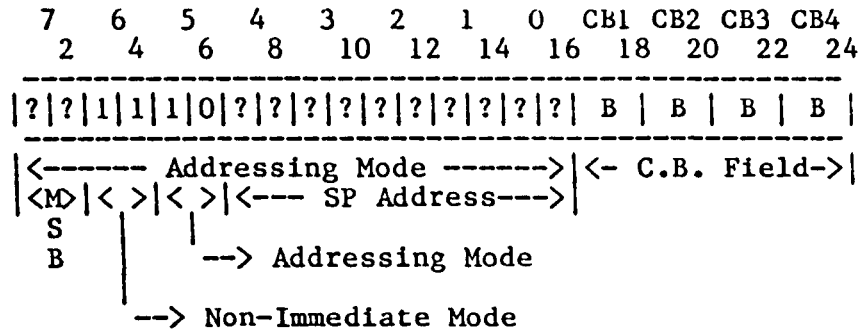 7 6 5 4 3 2 1 0 CB1 CB2 CB3 CB4
2 4 6 8 10 12 14 16 18 20 22 24
------------------------------------------------
|?|?|1|1|1|0|?|?|?|?|?|?|?|?|?|?| B | B | B | B |
------------------------------------------------
|<------ Addressing Mode ------>|<- C.B. Field->|
|<M>|< >|< >|<--- SP Address--->|
S | |
B | --> Addressing Mode
|
--> Non-Immediate Mode